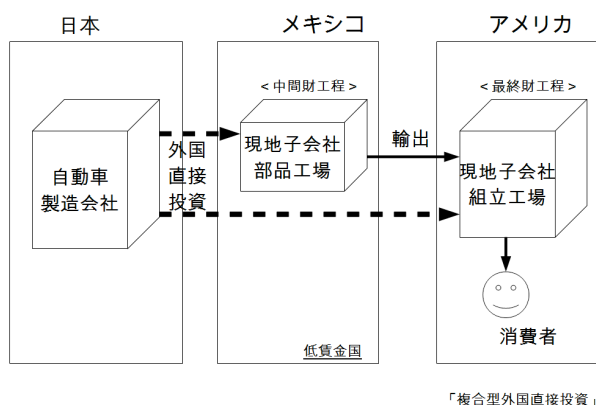 日本
メキシコ
アメリカ
＜中間財工程＞
＜最終財工程＞
自動車
製造会社
外国
直接
投資
現地子会社
部品工場
輸出
現地子会社
組立工場
消費者
低賃金国
「複合型外国直接投資」